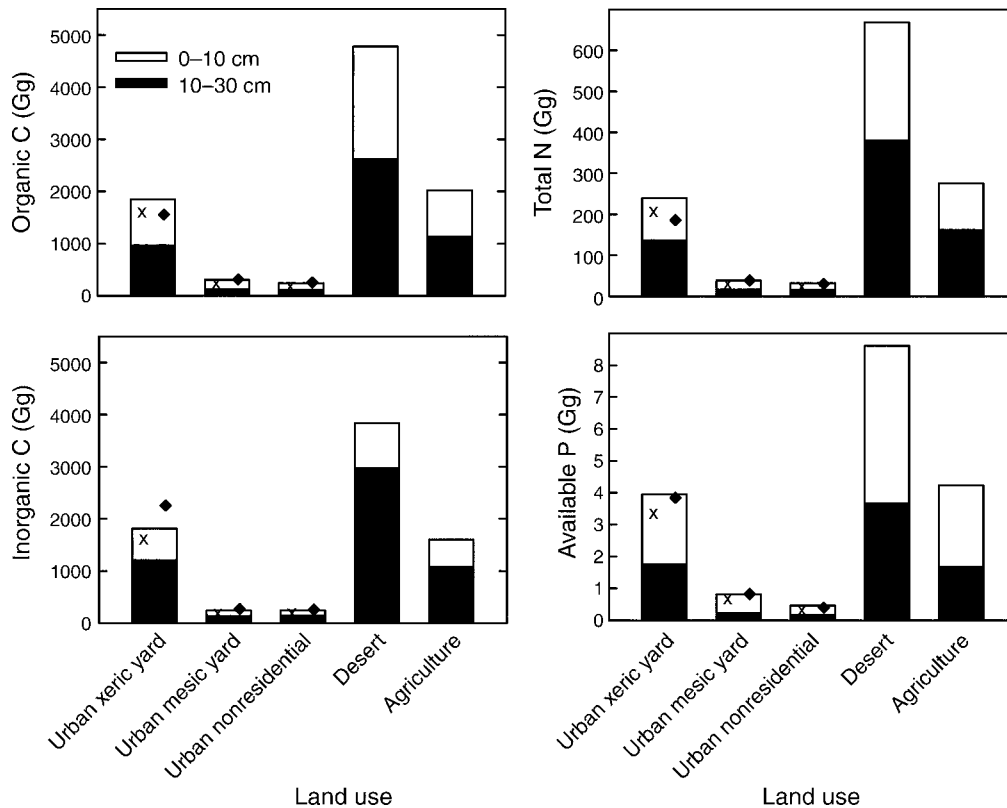 5000
4000
3000
2000
1000
0
Organic C (Gg)
0–10 cm
10–30 cm
600
500
400
300
200
100
0
Total N (Gg)
5000
4000
3000
2000
1000
0
Inorganic C (Gg)
Urban xeric yard
Urban mesic yard
Urban nonresidential
Desert
Agriculture
Land use
8
7
6
5
4
3
2
1
0
Available P (Gg)
Urban xeric yard
Urban mesic yard
Urban nonresidential
Desert
Agriculture
Land use